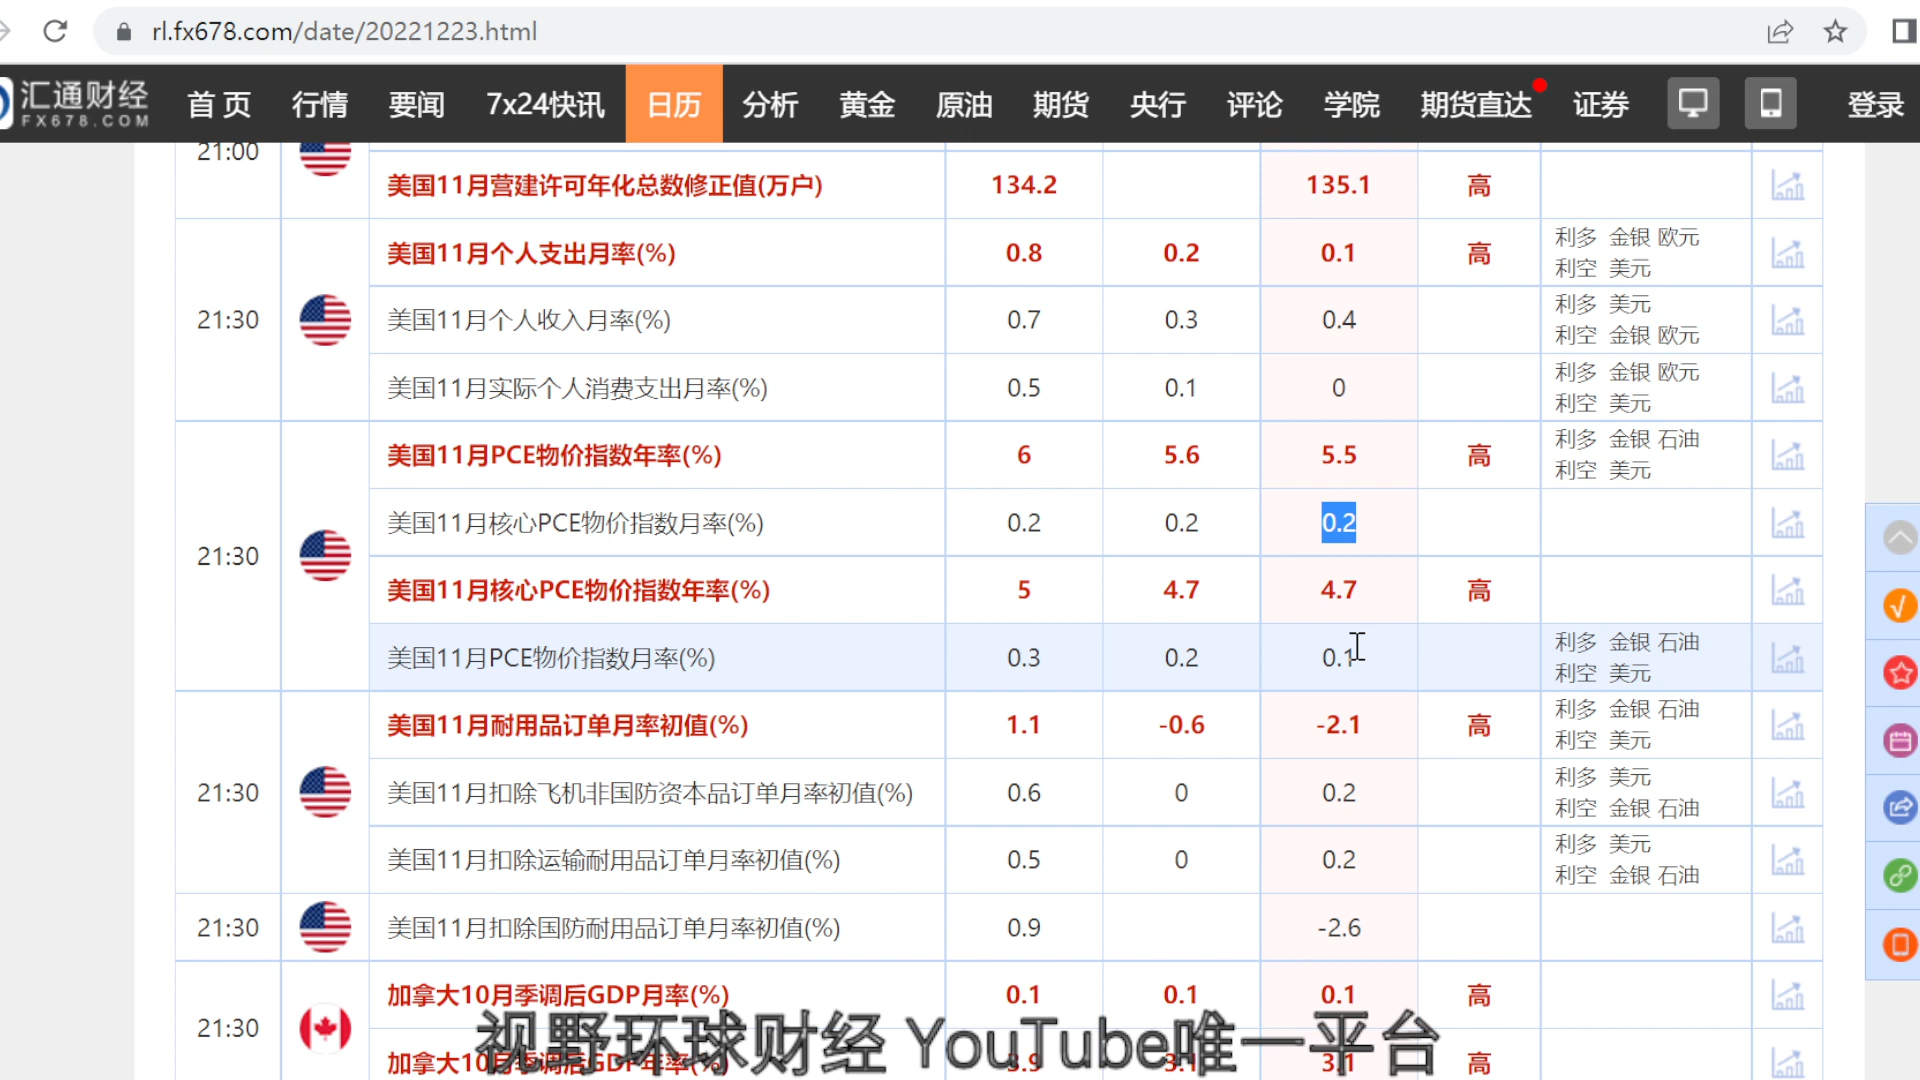 rl.fx678.com/date/20221223.html
汇通财经
FX678.COM
首页 行情 要闻 7x24快讯 日历 分析 黄金 原油 期货 央行 评论 学院 期货直达 证券 登录
21:00
美国11月营建许可年化总数修正值(万户) 134.2 135.1 高
21:30
美国11月个人支出月率(%) 0.8 0.2 0.1 高 利多 金银 欧元
利空 美元
美国11月个人收入月率(%) 0.7 0.3 0.4 利多 美元
利空 金银 欧元
美国11月实际个人消费支出月率(%) 0.5 0.1 0 利多 金银 欧元
利空 美元
21:30
美国11月PCE物价指数年率(%) 6 5.6 5.5 高 利多 金银 石油
利空 美元
美国11月核心PCE物价指数月率(%) 0.2 0.2 0.2
美国11月核心PCE物价指数年率(%) 5 4.7 4.7 高
美国11月PCE物价指数月率(%) 0.3 0.2 0.1 利多 金银 石油
利空 美元
21:30
美国11月耐用品订单月率初值(%) 1.1 -0.6 -2.1 高 利多 金银 石油
利空 美元
美国11月扣除飞机非国防资本品订单月率初值(%) 0.6 0 0.2 利多 美元
利空 金银 石油
美国11月扣除运输耐用品订单月率初值(%) 0.5 0 0.2 利多 美元
利空 金银 石油
21:30 美国11月扣除国防耐用品订单月率初值(%) 0.9 -2.6
21:30
加拿大10月季调后GDP月率(%) 0.1 0.1 0.1 高
加拿大10月季调后GDP年率(%) 3.9 3.1 3.1 高
视野环球财经 YouTube唯一平台